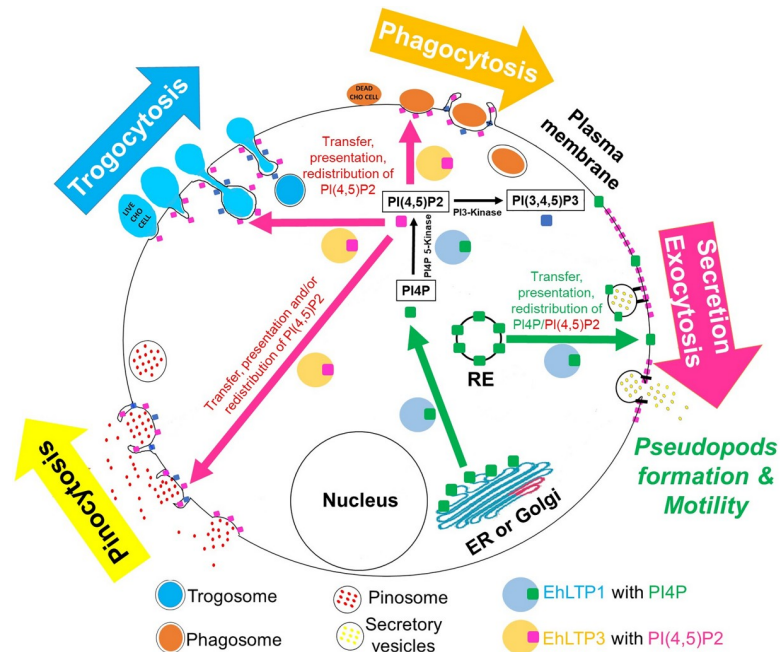 Phagocytosis
Trogocytosis
DEAD
CHO CELL
Plasma
membrane
LIVE
CHO
CELL
Transfer,
presentation,
redistribution of
PI(4,5)P2
PI(4,5)P2
PI3-Kinase
PI(3,4,5)P3
PI4P 5-Kinase
PI4P
Secretion
Exocytosis
Transfer,
presentation,
redistribution of
PI4P/PI(4,5)P2
RE
Transfer, presentation and/or
redistribution of PI(4,5)P2
Pinocytosis
Pseudopods
formation &
Motility
Nucleus
ER or Golgi
Trogosome
Pinosome
EhLTP1 with PI4P
Phagosome
Secretory
vesicles
EhLTP3 with PI(4,5)P2